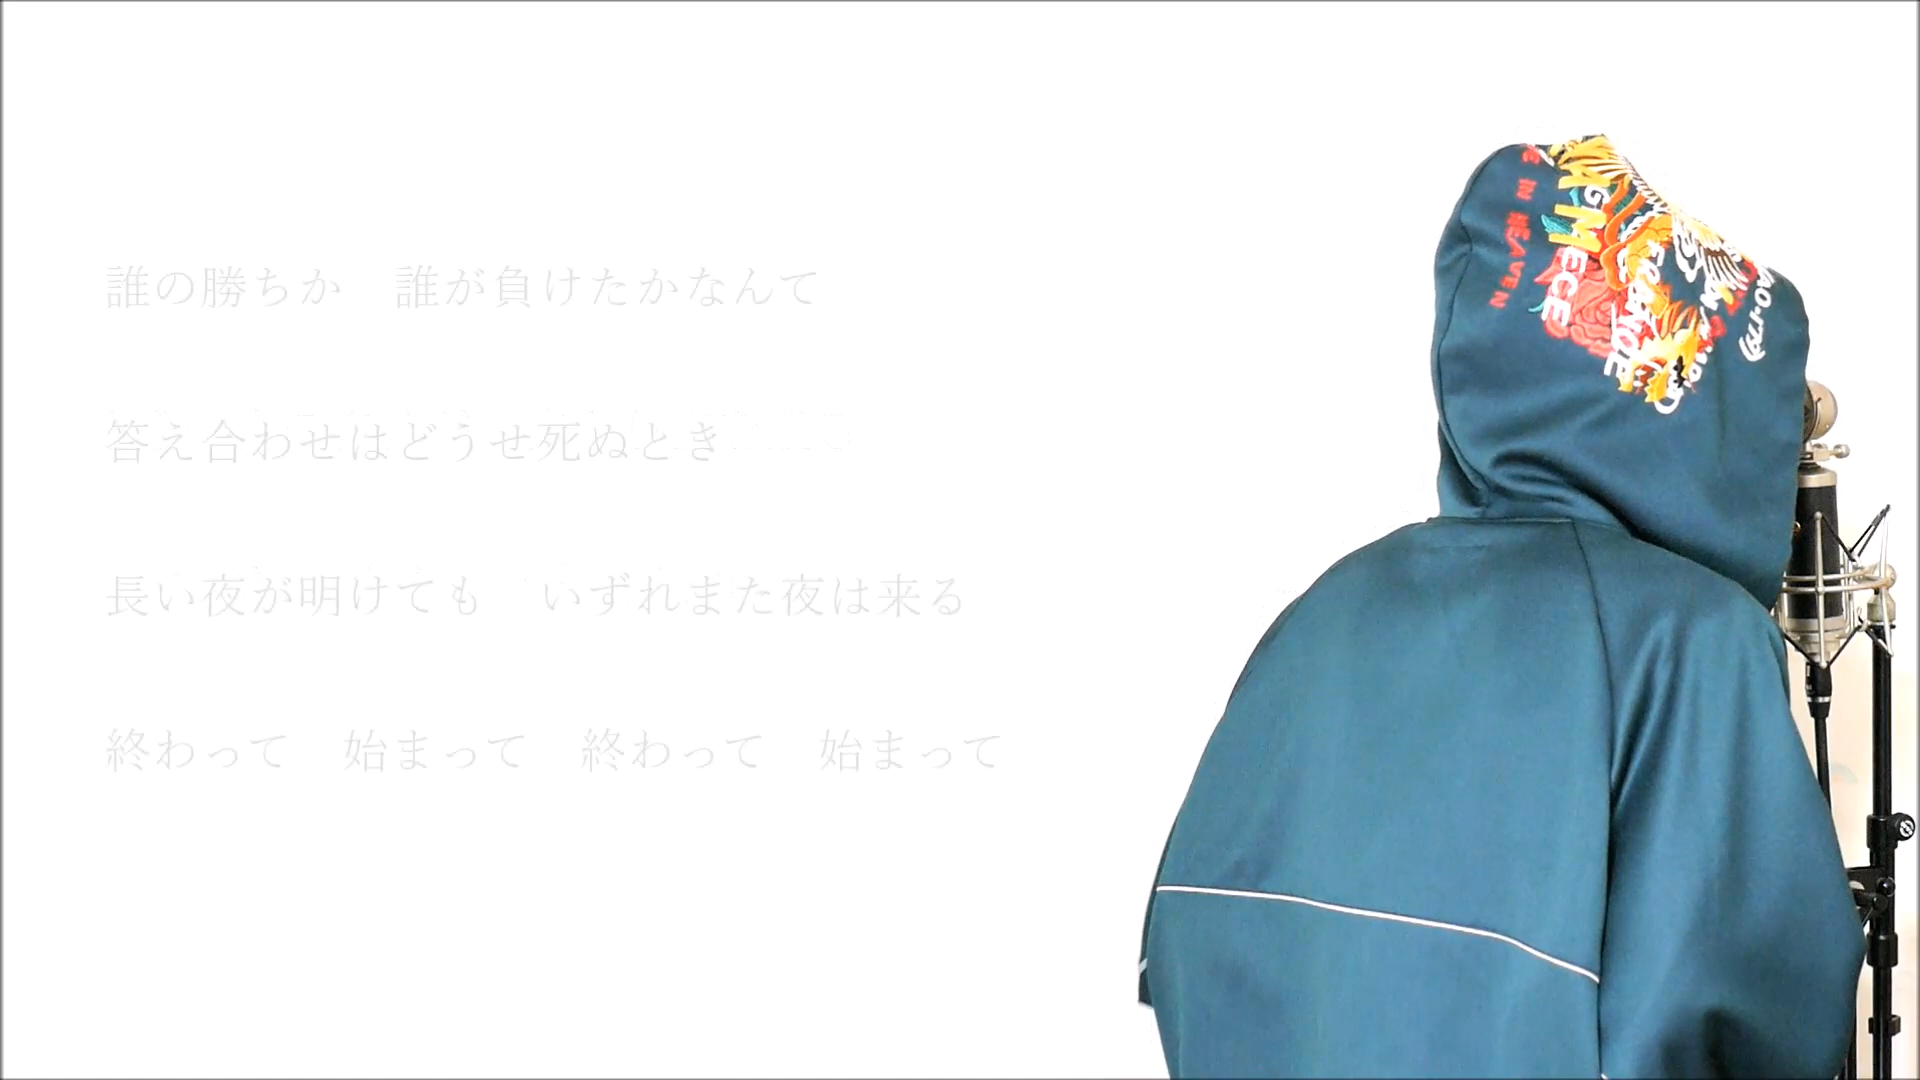 誰の勝ちか　誰が負けたかなんて
答え合わせはどうせ死ぬとき
長い夜が明けても　いずれまた夜は来る
終わって　始まって　終わって　始まって
IN HEAVEN
MECE